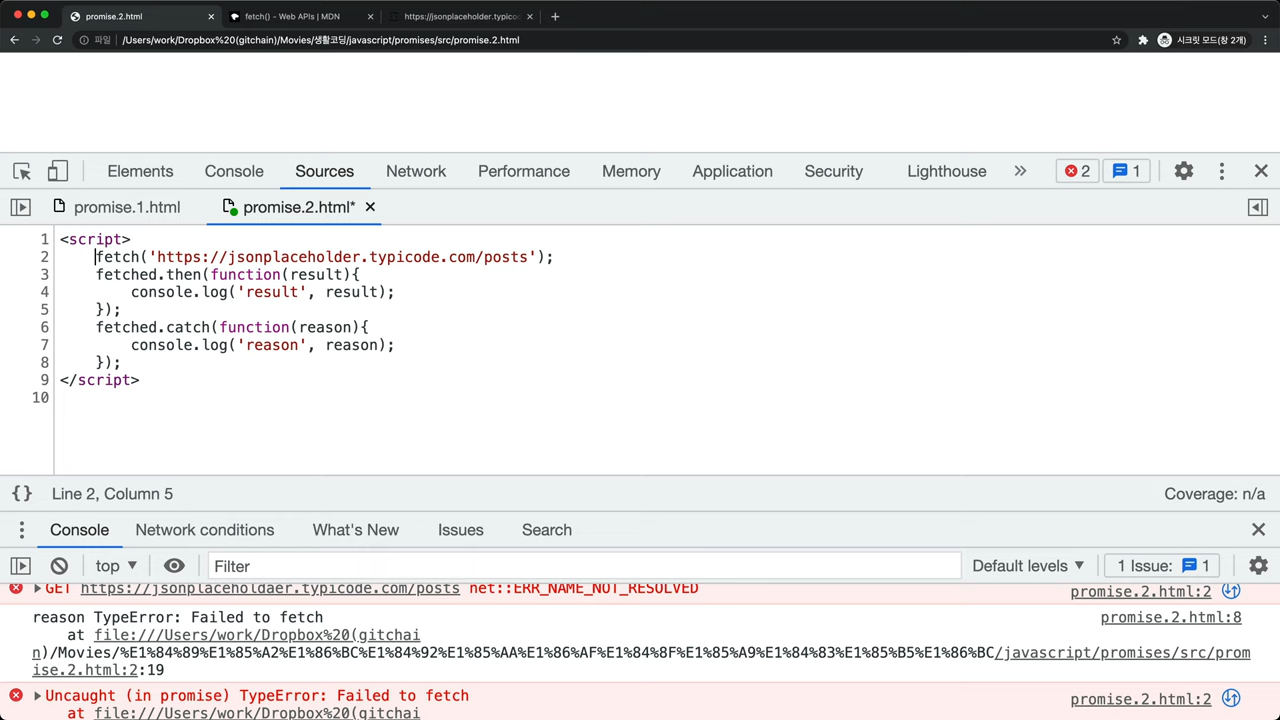 promise.2.html
fetch() - Web APIs | MDN
https://jsonplaceholder.typico
파일 /Users/work/Dropbox%20(gitchain)/Movies/생활코딩/javascript/promises/src/promise.2.html
시크릿 모드(창 2개)
Elements Console Sources Network Performance Memory Application Security Lighthouse 2 1
promise.1.html promise.2.html*
1 <script>
2 fetch('https://jsonplaceholder.typicode.com/posts');
3 fetched.then(function(result){
4 console.log('result', result);
5 });
6 fetched.catch(function(reason){
7 console.log('reason', reason);
8 });
9 </script>
10
{} Line 2, Column 5 Coverage: n/a
Console Network conditions What's New Issues Search
top Filter Default levels 1 Issue: 1
GET https://jsonplaceholdaer.typicode.com/posts net::ERR_NAME_NOT_RESOLVED promise.2.html:2
reason TypeError: Failed to fetch promise.2.html:8
at file:///Users/work/Dropbox%20(gitchai
n)/Movies/%E1%84%89%E1%85%A2%E1%86%BC%E1%84%92%E1%85%AA%E1%86%AF%E1%84%8F%E1%85%A9%E1%84%83%E1%85%B5%E1%86%BC/javascript/promises/src/prom
ise.2.html:2:19
Uncaught (in promise) TypeError: Failed to fetch promise.2.html:2
at file:///Users/work/Dropbox%20(gitchai